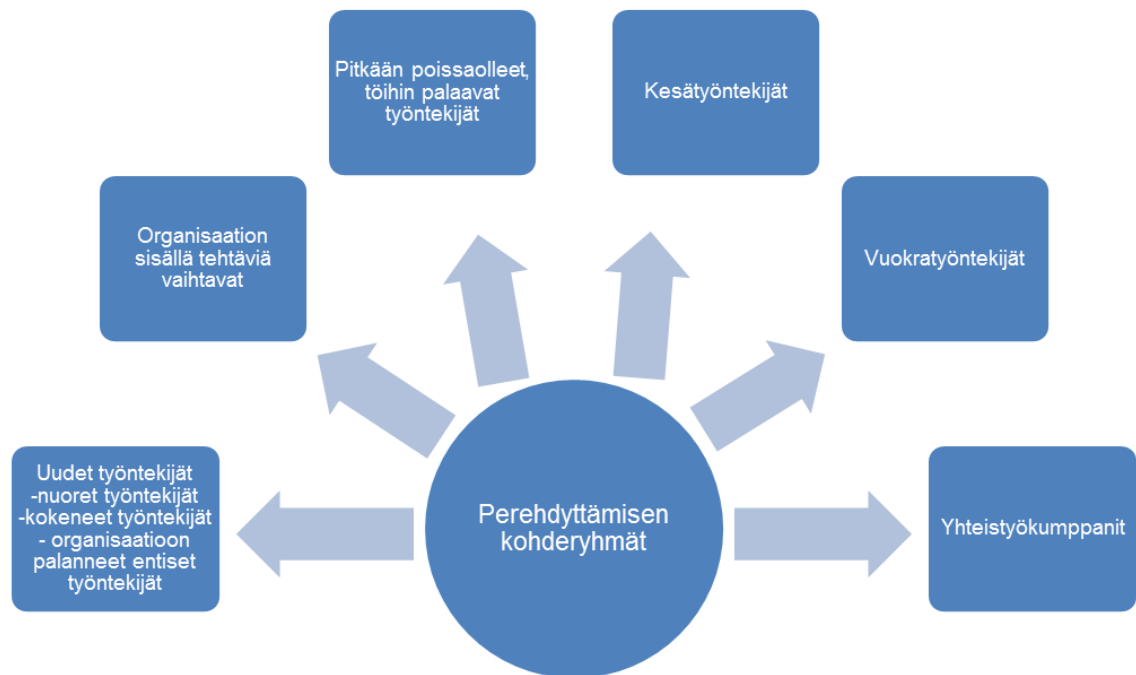 Pitkään poissaolleet,
töihin palaavat
työntekijät
Kesätyöntekijät
Organisaation
sisällä tehtäviä
vaihtavat
Vuokratyöntekijät
Uudet työntekijät
-nuoret työntekijät
-kokeneet työntekijät
- organisaatioon
palanneet entiset
työntekijät
Perehdyttämisen
kohderyhmät
Yhteistyökumppanit